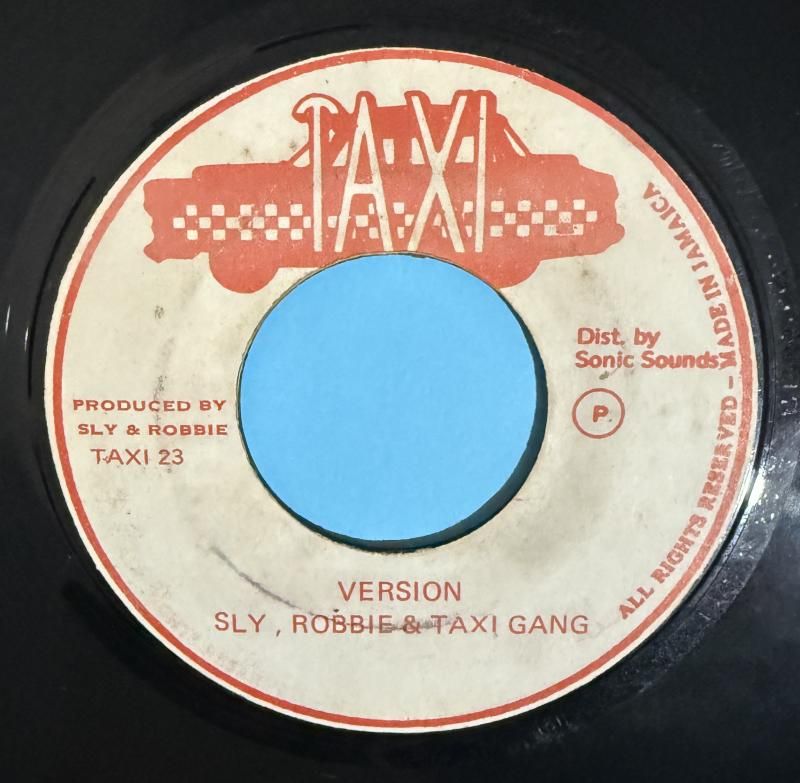 TAXI
Dist. by
Sonic Sounds
P
PRODUCED BY
SLY & ROBBIE
TAXI 23
VERSION
SLY , ROBBIE & TAXI GANG
ALL RIGHTS RESERVED - MADE IN JAMAICA